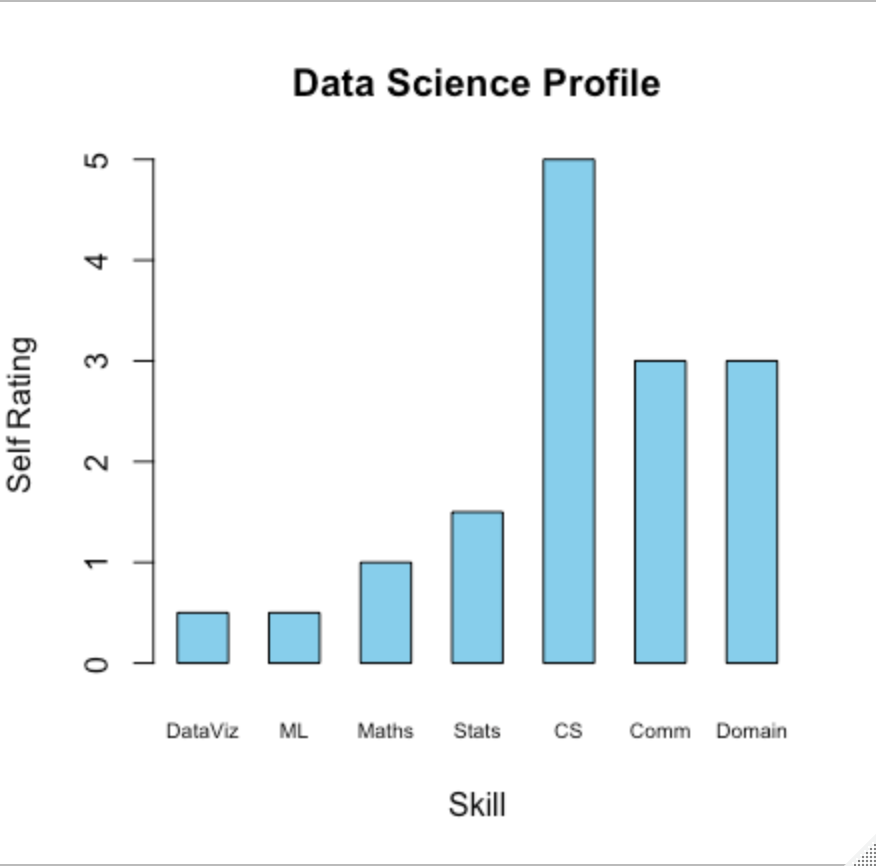 Data Science Profile
5
4
3
2
1
0
Self Rating
DataViz ML Maths Stats CS Comm Domain
Skill